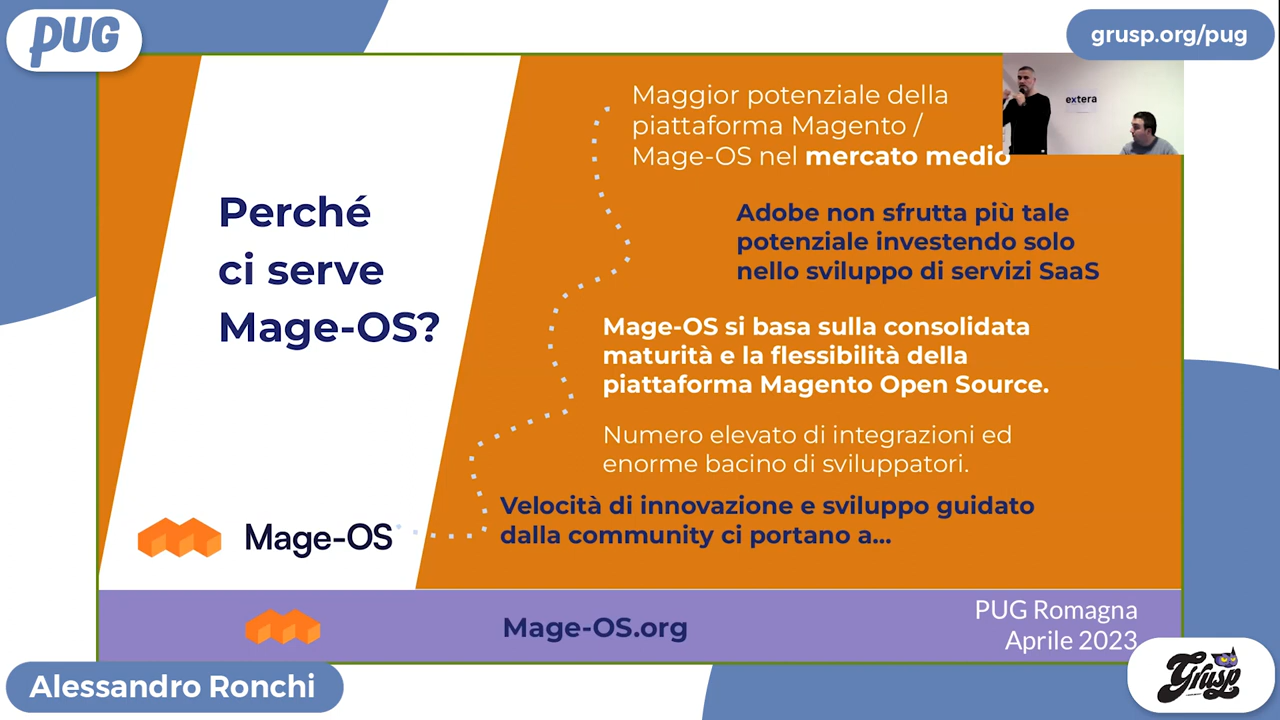 PUG
grusp.org/pug
extera
Perché
ci serve
Mage-OS?
Maggior potenziale della
piattaforma Magento /
Mage-OS nel mercato medio
Adobe non sfrutta più tale
potenziale investendo solo
nello sviluppo di servizi SaaS
Mage-OS si basa sulla consolidata
maturità e la flessibilità della
piattaforma Magento Open Source.
Numero elevato di integrazioni ed
enorme bacino di sviluppatori.
Velocità di innovazione e sviluppo guidato
dalla community ci portano a...
Mage-OS
Mage-OS.org
PUG Romagna
Aprile 2023
Alessandro Ronchi
Grusp